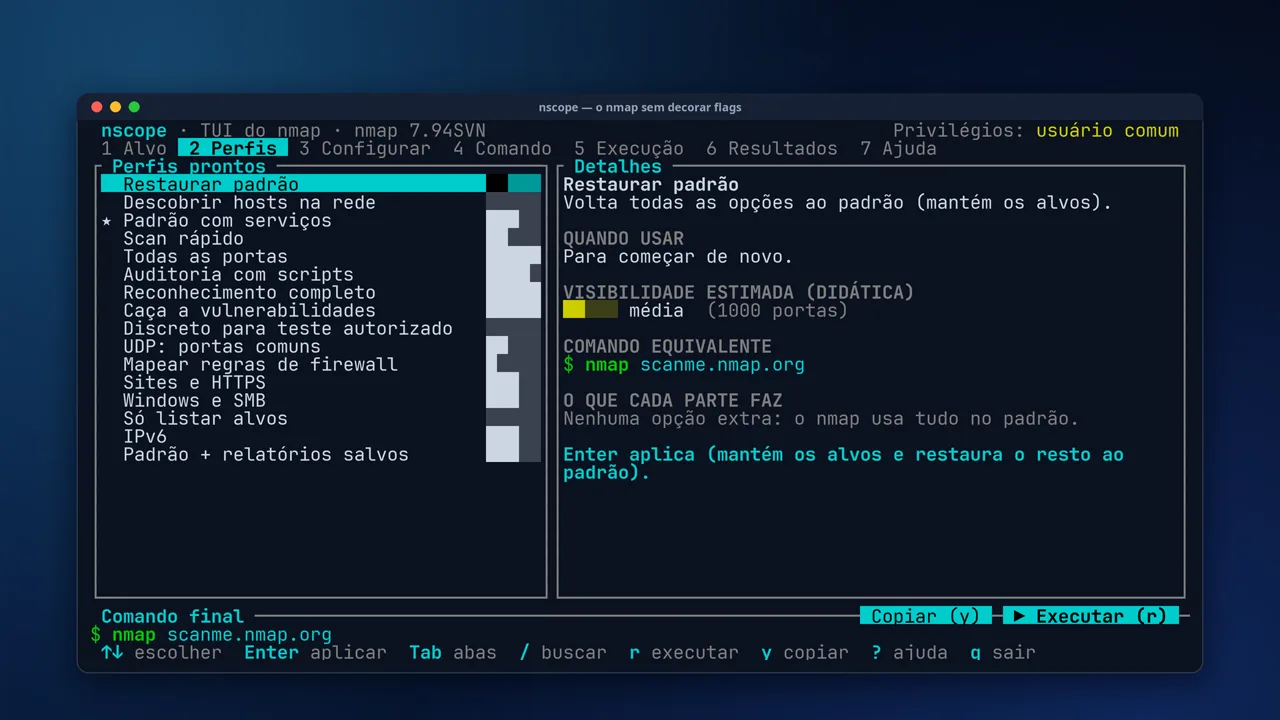 nscope — o nmap sem decorar flags
nscope · TUI do nmap · nmap 7.94SVN
Privilégios: usuário comum
1 Alvo 2 Perfis 3 Configurar 4 Comando 5 Execução 6 Resultados 7 Ajuda
Perfis prontos
Restaurar padrão
Descobrir hosts na rede
★ Padrão com serviços
Scan rápido
Todas as portas
Auditoria com scripts
Reconhecimento completo
Caça a vulnerabilidades
Discreto para teste autorizado
UDP: portas comuns
Mapear regras de firewall
Sites e HTTPS
Windows e SMB
Só listar alvos
IPv6
Padrão + relatórios salvos
Detalhes
Restaurar padrão
Volta todas as opções ao padrão (mantém os alvos).
QUANDO USAR
Para começar de novo.
VISIBILIDADE ESTIMADA (DIDÁTICA)
média (1000 portas)
COMANDO EQUIVALENTE
$ nmap scanme.nmap.org
O QUE CADA PARTE FAZ
Nenhuma opção extra: o nmap usa tudo no padrão.
Enter aplica (mantém os alvos e restaura o resto ao
padrão).
Comando final
Copiar (y) ▶ Executar (r)
$ nmap scanme.nmap.org
↑↓ escolher Enter aplicar Tab abas / buscar r executar y copiar ? ajuda q sair